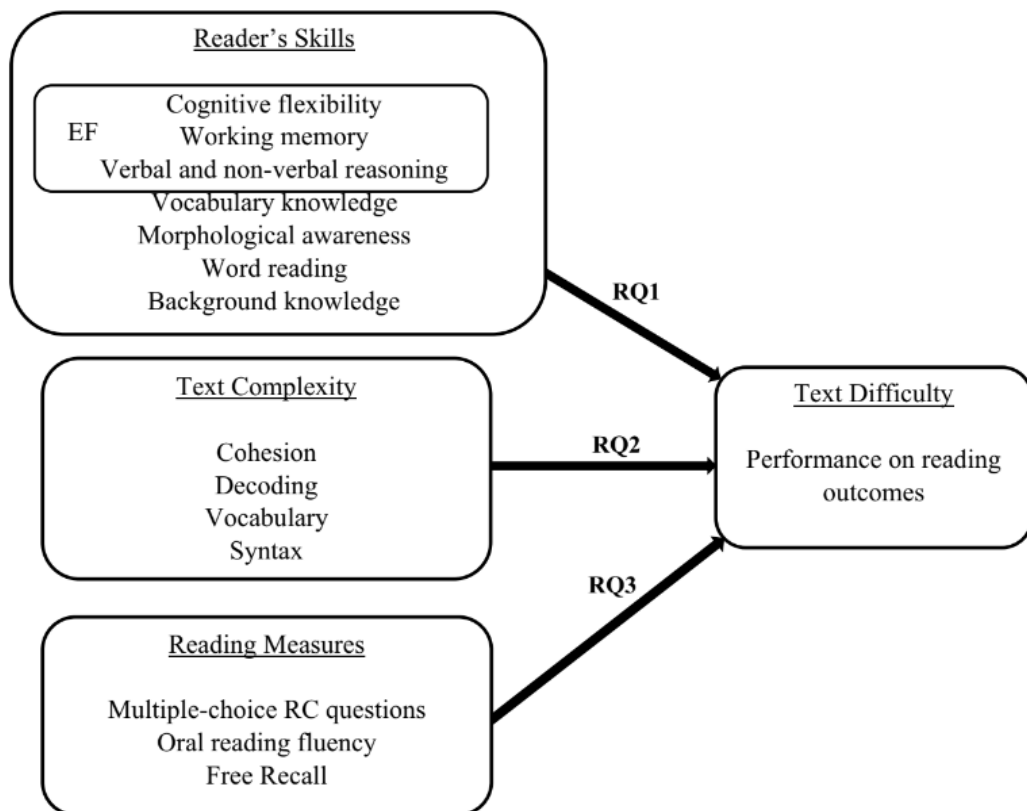 Reader’s Skills
EF
Cognitive flexibility
Working memory
Verbal and non-verbal reasoning
Vocabulary knowledge
Morphological awareness
Word reading
Background knowledge
RQ1
Text Complexity
Cohesion
Decoding
Vocabulary
Syntax
RQ2
Text Difficulty
Performance on reading
outcomes
RQ3
Reading Measures
Multiple-choice RC questions
Oral reading fluency
Free Recall